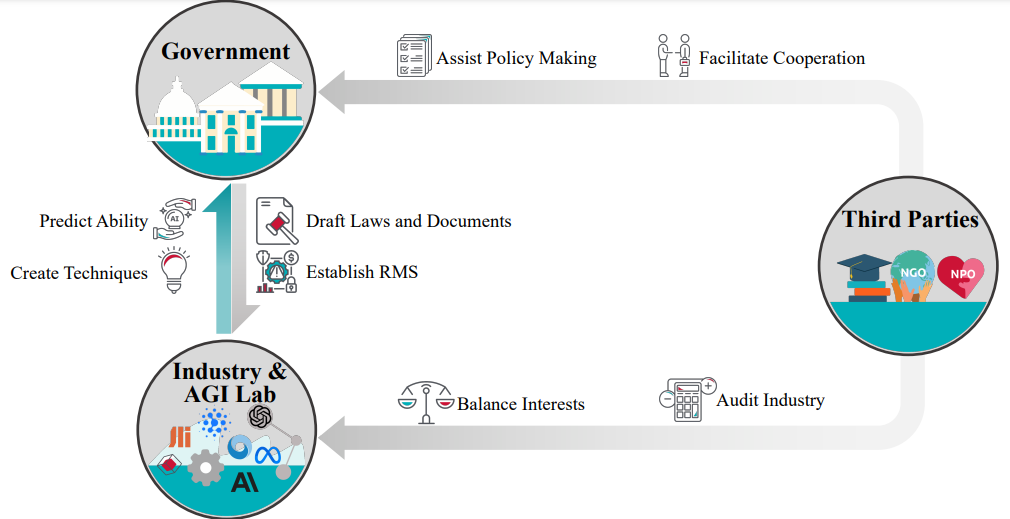 Government
Assist Policy Making
Facilitate Cooperation
Predict Ability
AI
Draft Laws and Documents
Create Techniques
Establish RMS
Third Parties
NGO
NPO
Industry &
AGI Lab
Balance Interests
Audit Industry